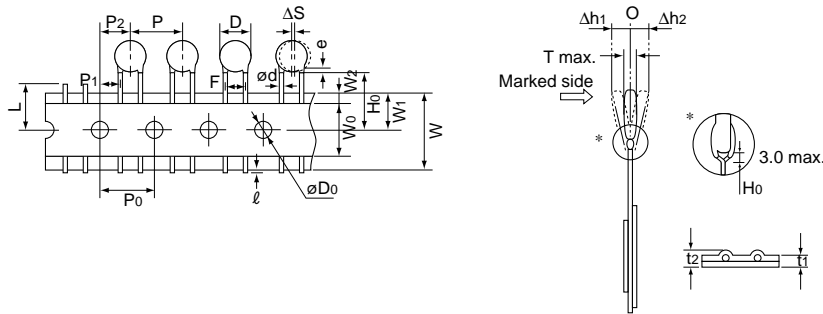 P2
P
D
ΔS
e
P1
F
ød
W2
H0
W1
L
W0
W
P0
øD0
ℓ
Δh1
O
Δh2
T max.
Marked side
*
*
3.0 max.
H0
t2
t1